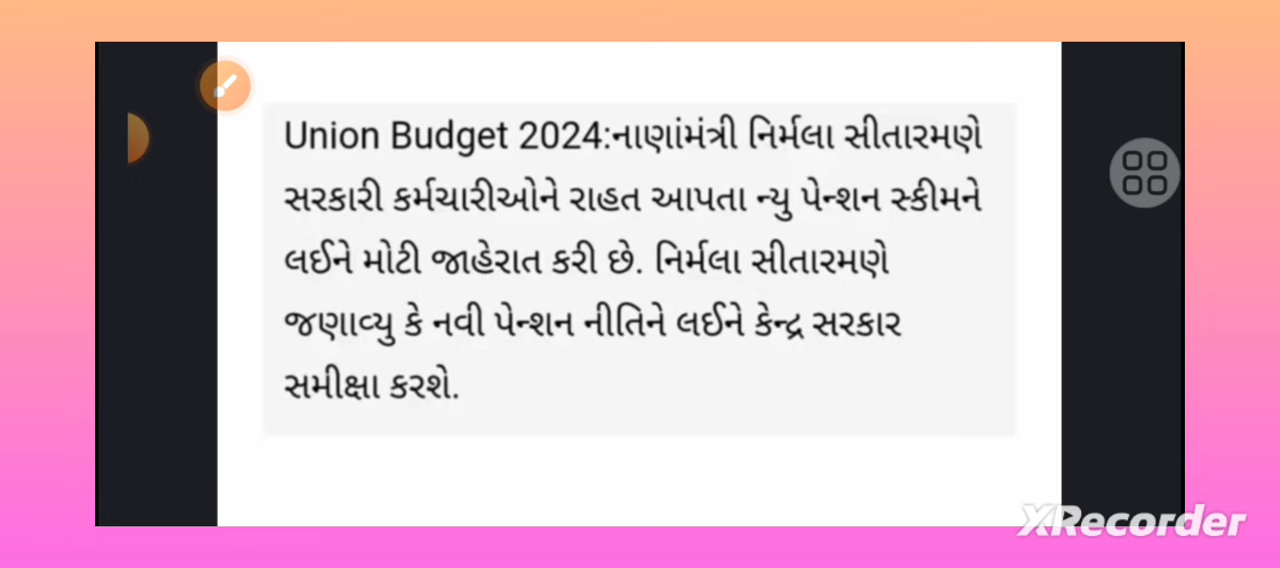 Union Budget 2024:નાણાંમંત્રી નિર્મલા સીતારમણે
સરકારી કર્મચારીઓને રાહત આપતા ન્યુ પેન્શન સ્કીમને
લઈને મોટી જાહેરાત કરી છે. નિર્મલા સીતારમણે
જણાવ્યુ કે નવી પેન્શન નીતિને લઈને કેન્દ્ર સરકાર
સમીક્ષા કરશે.
XRecorder